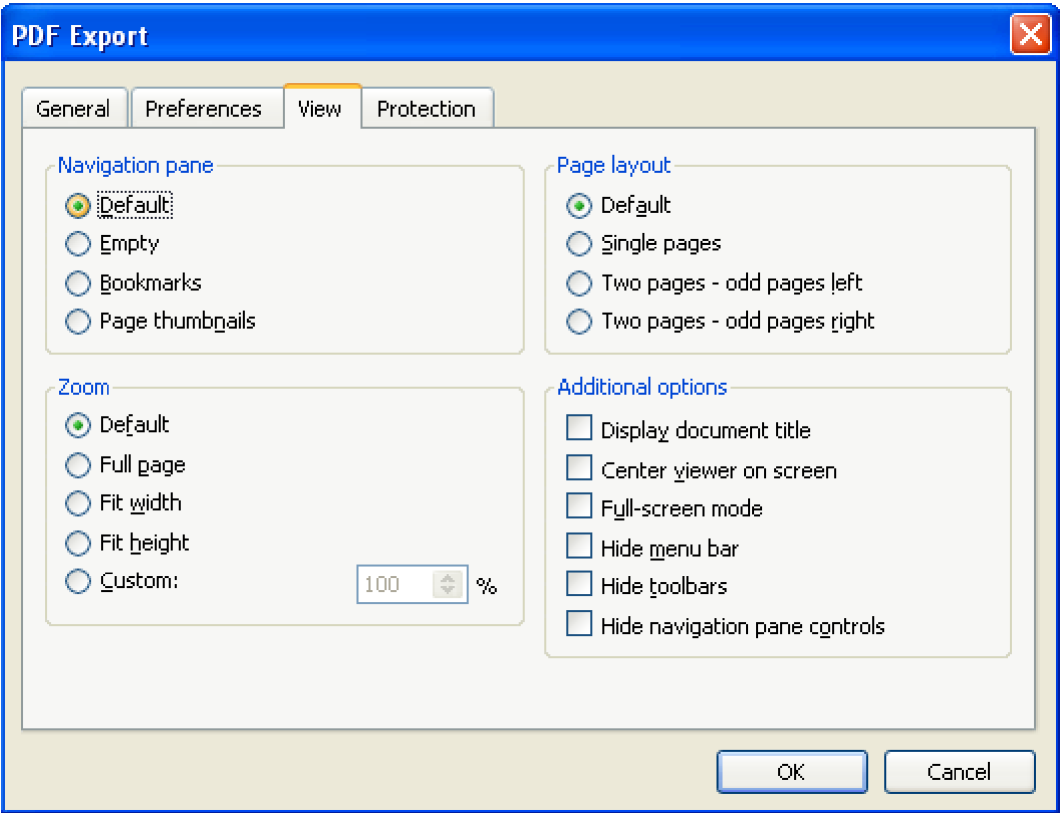 PDF Export
General
Preferences
View
Protection
Navigation pane
Default
Empty
Bookmarks
Page thumbnails
Page layout
Default
Single pages
Two pages - odd pages left
Two pages - odd pages right
Zoom
Default
Full page
Fit width
Fit height
Custom:
100
%
Additional options
Display document title
Center viewer on screen
Full-screen mode
Hide menu bar
Hide toolbars
Hide navigation pane controls
OK
Cancel